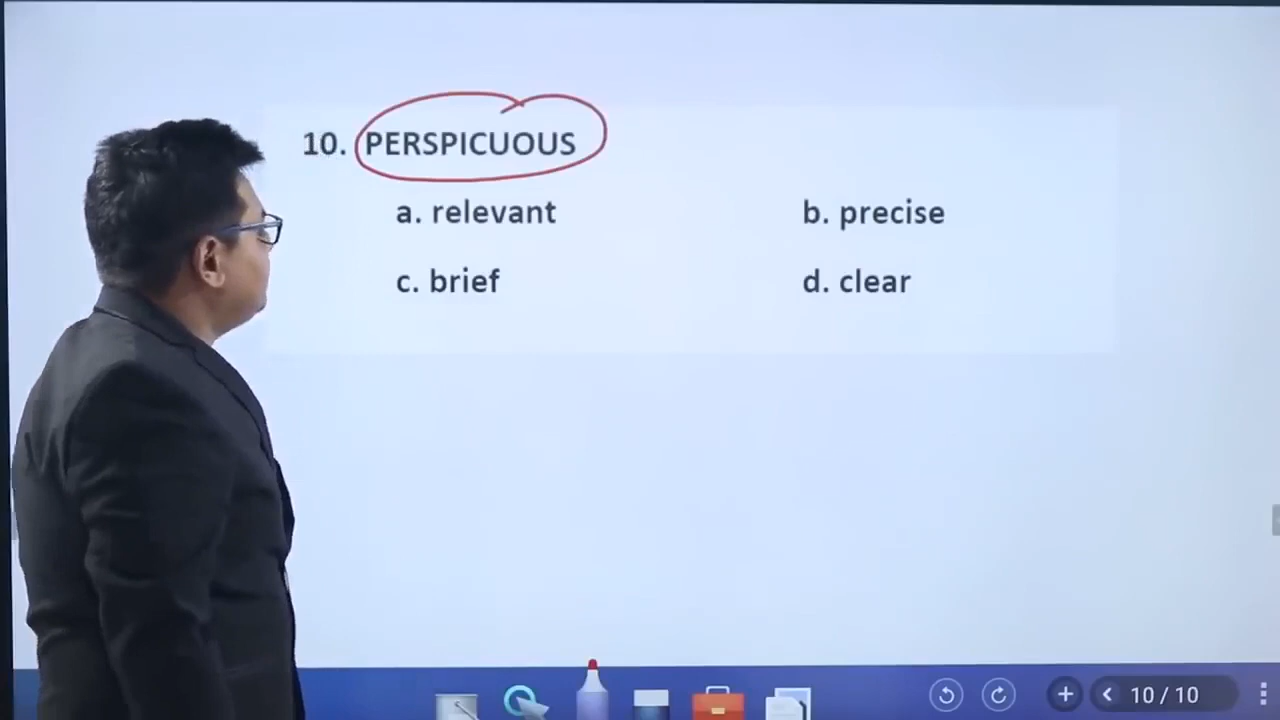 10. PERSPICUOUS
a. relevant b. precise
c. brief d. clear
10 / 10